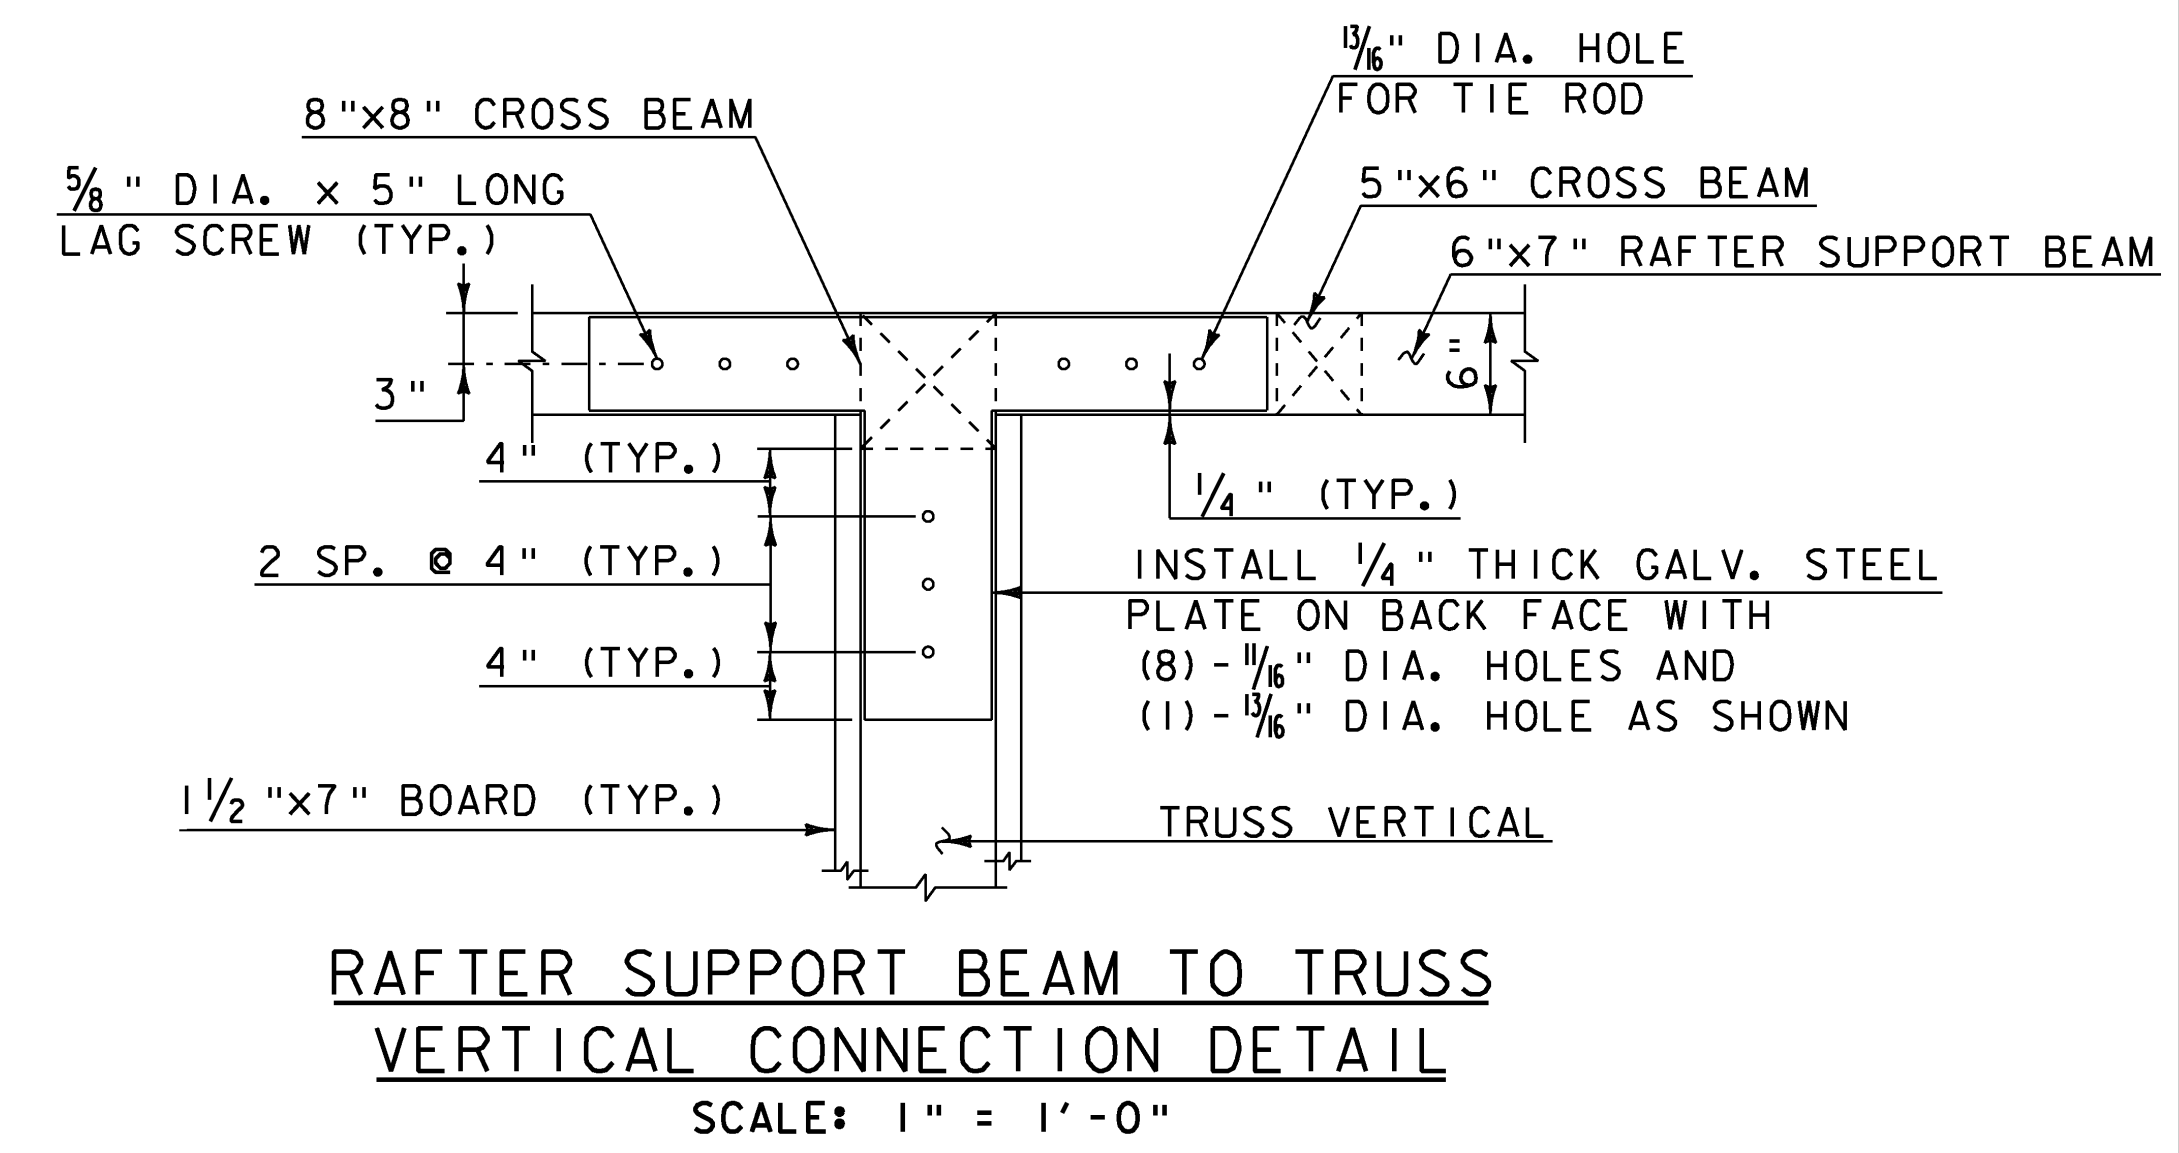 13/16" DIA. HOLE
FOR TIE ROD
8"x8" CROSS BEAM
5/8" DIA. x 5" LONG
LAG SCREW (TYP.)
5"x6" CROSS BEAM
6"x7" RAFTER SUPPORT BEAM
3"
6"
4" (TYP.)
1/4" (TYP.)
2 SP. @ 4" (TYP.)
INSTALL 1/4" THICK GALV. STEEL
PLATE ON BACK FACE WITH
(8)-11/16" DIA. HOLES AND
(1)-13/16" DIA. HOLE AS SHOWN
4" (TYP.)
1 1/2"x7" BOARD (TYP.)
TRUSS VERTICAL
RAFTER SUPPORT BEAM TO TRUSS
VERTICAL CONNECTION DETAIL
SCALE: 1" = 1'-0"